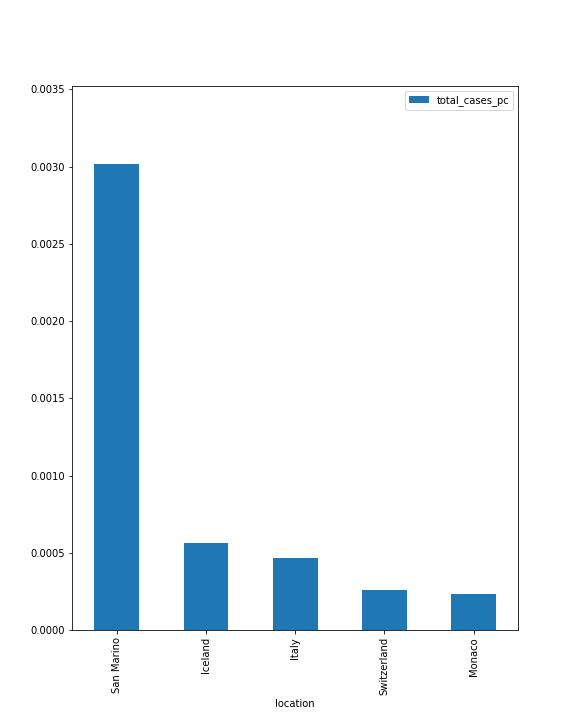 total_cases_pc
0.0035
0.0030
0.0025
0.0020
0.0015
0.0010
0.0005
0.0000
San Marino
Iceland
Italy
Switzerland
Monaco
location